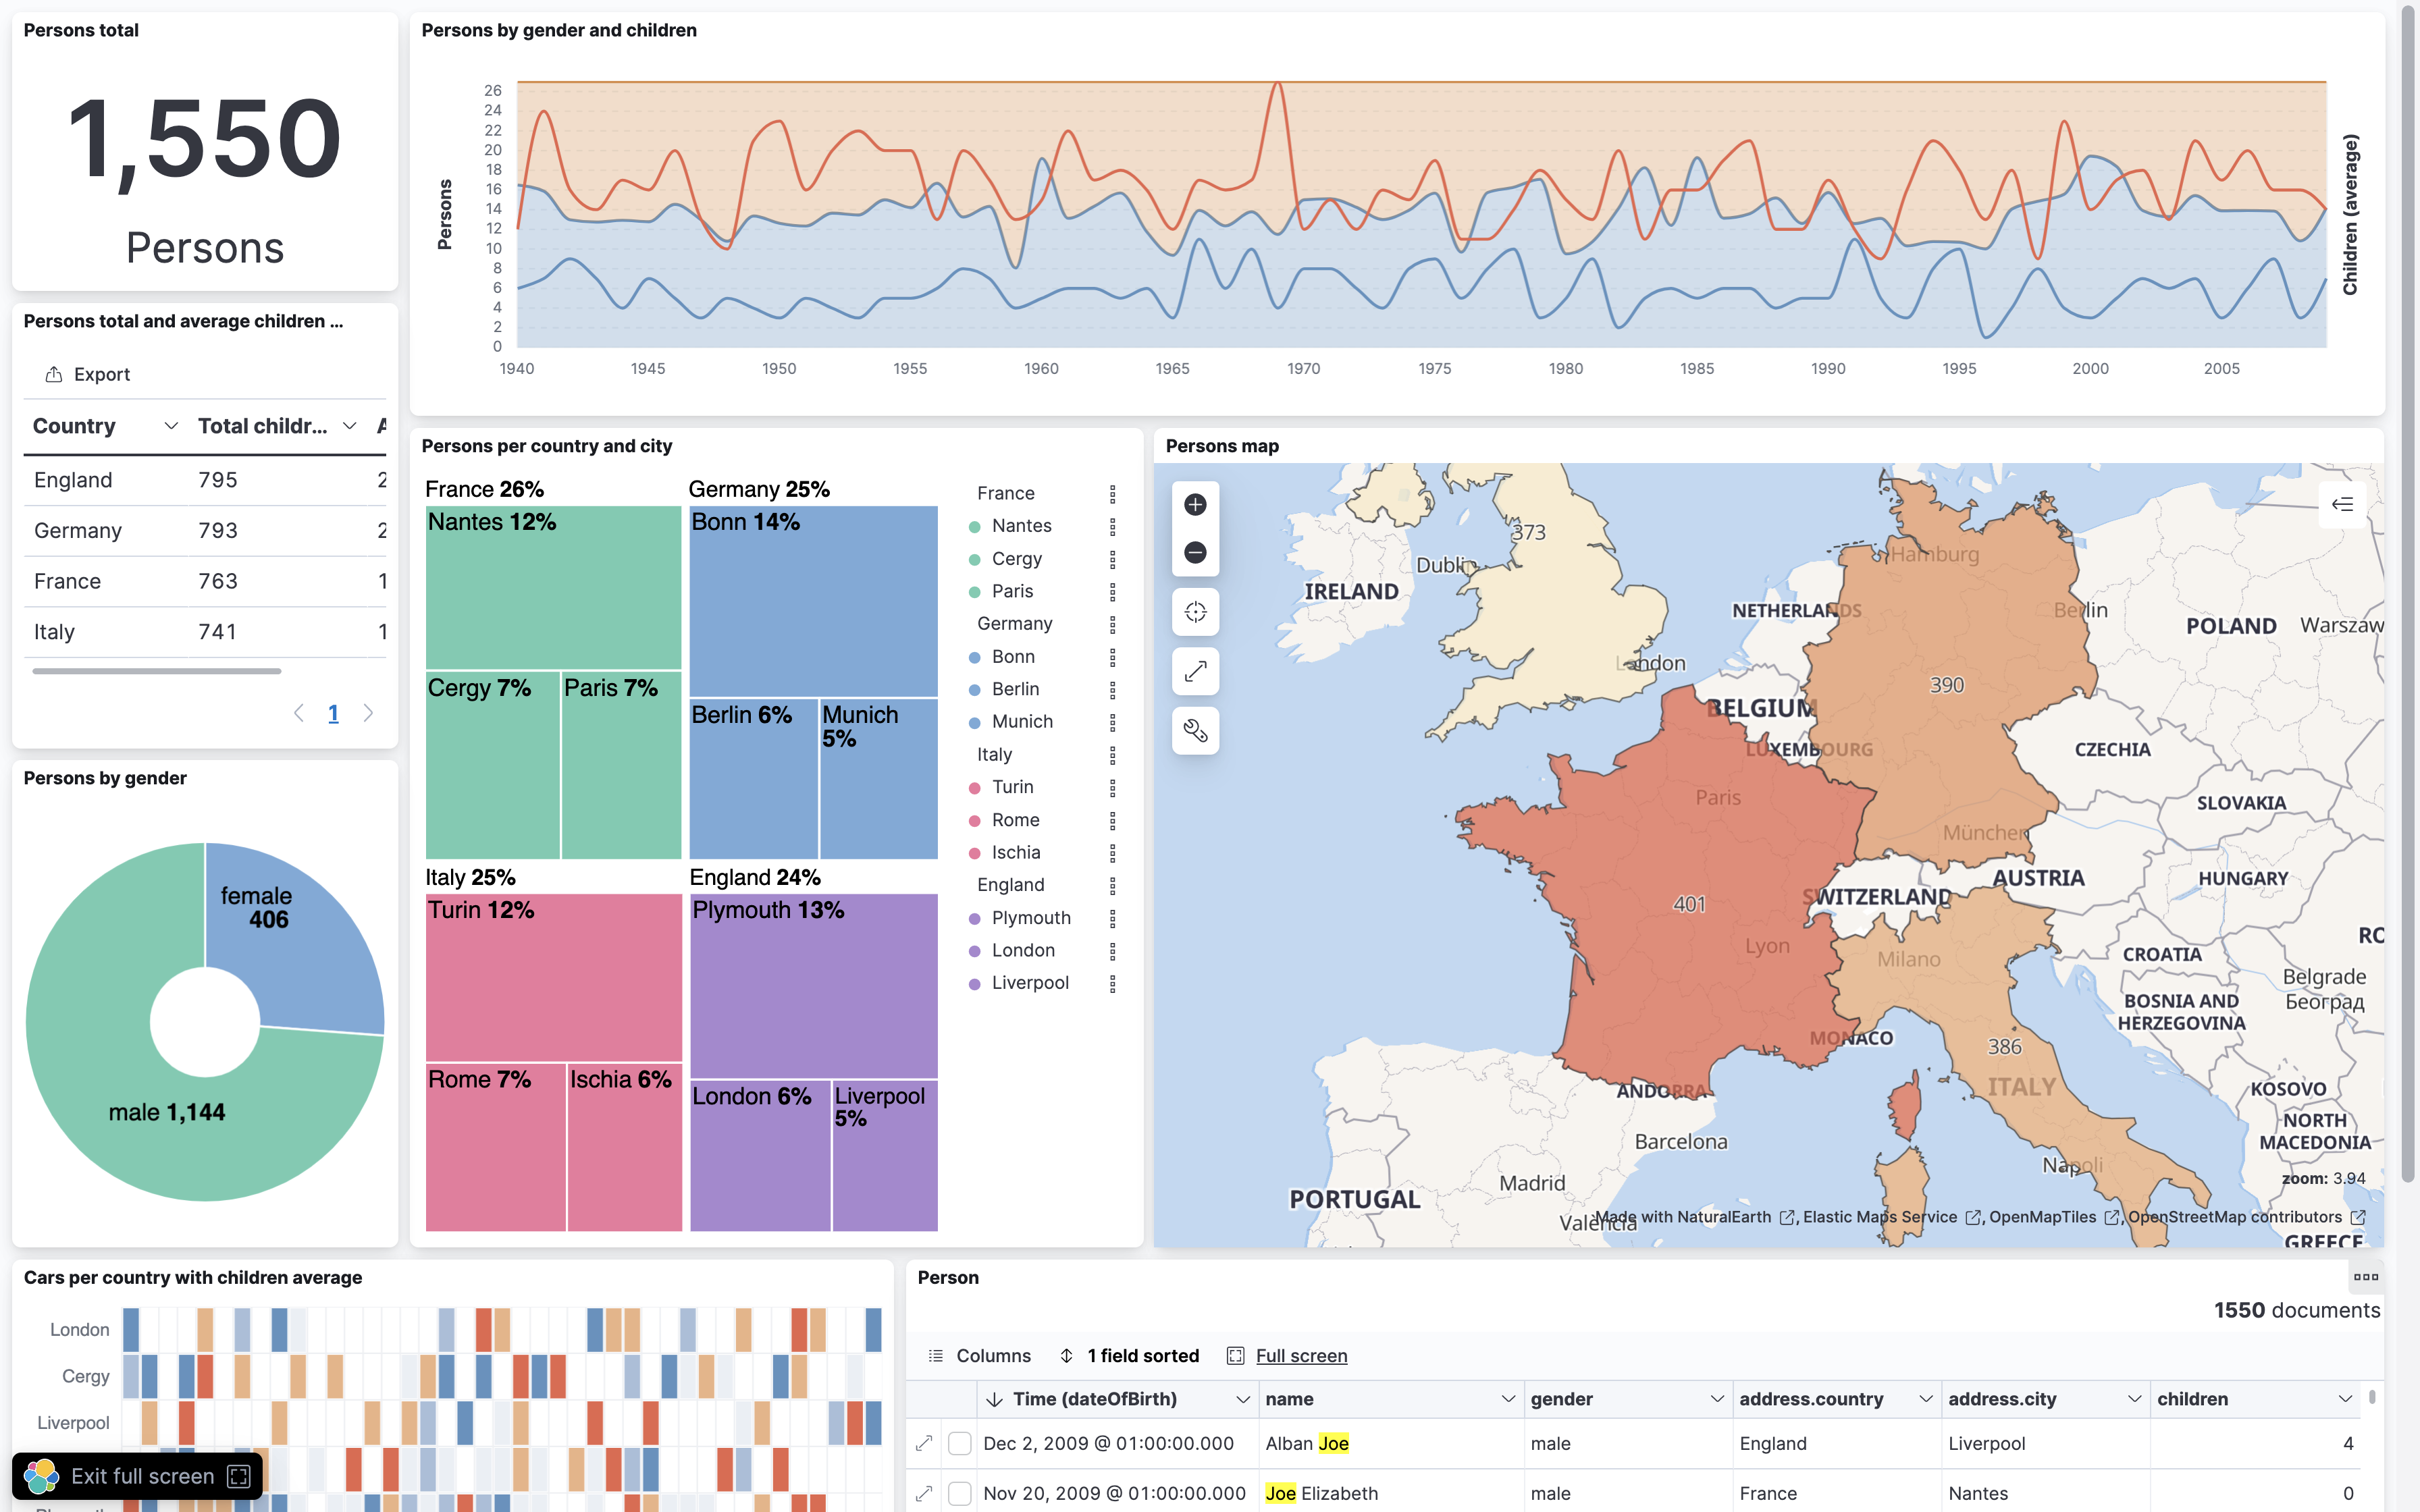 Persons total
1,550
Persons
Persons by gender and children
Persons
26
24
22
20
18
16
14
12
10
8
6
4
2
0
1940 1945 1950 1955 1960 1965 1970 1975 1980 1985 1990 1995 2000 2005
Children (average)
Persons total and average children ...
Export
Country Total childr... A
England 795 2
Germany 793 2
France 763 1
Italy 741 1
1
Persons by gender
female
406
male 1,144
Persons per country and city
France 26%
Nantes 12%
Cergy 7%
Paris 7%
Germany 25%
Bonn 14%
Berlin 6%
Munich
5%
Italy 25%
Turin 12%
Rome 7%
Ischia 6%
England 24%
Plymouth 13%
London 6%
Liverpool
5%
France
Nantes
Cergy
Paris
Germany
Bonn
Berlin
Munich
Italy
Turin
Rome
Ischia
England
Plymouth
London
Liverpool
Persons map
373
Dublin
IRELAND
Hamburg
NETHERLANDS
Berlin
POLAND
Warszaw
London
390
BELGIUM
LUXEMBOURG
CZECHIA
Paris
SLOVAKIA
München
AUSTRIA
HUNGARY
SWITZERLAND
401
Lyon
Milano
RO
CROATIA
Belgrade
Београд
BOSNIA AND
HERZEGOVINA
MONACO
386
ITALY
ANDORRA
KOSOVO
NORTH
MACEDONIA
Barcelona
Napoli
Madrid
PORTUGAL
València
zoom: 3.94
Made with NaturalEarth , Elastic Maps Service , OpenMapTiles , OpenStreetMap contributors
GREECE
Cars per country with children average
London
Cergy
Liverpool
Exit full screen
Person
1550 documents
Columns 1 field sorted Full screen
Time (dateOfBirth) name gender address.country address.city children
Dec 2, 2009 @ 01:00:00.000 Alban Joe male England Liverpool 4
Nov 20, 2009 @ 01:00:00.000 Joe Elizabeth male France Nantes 0